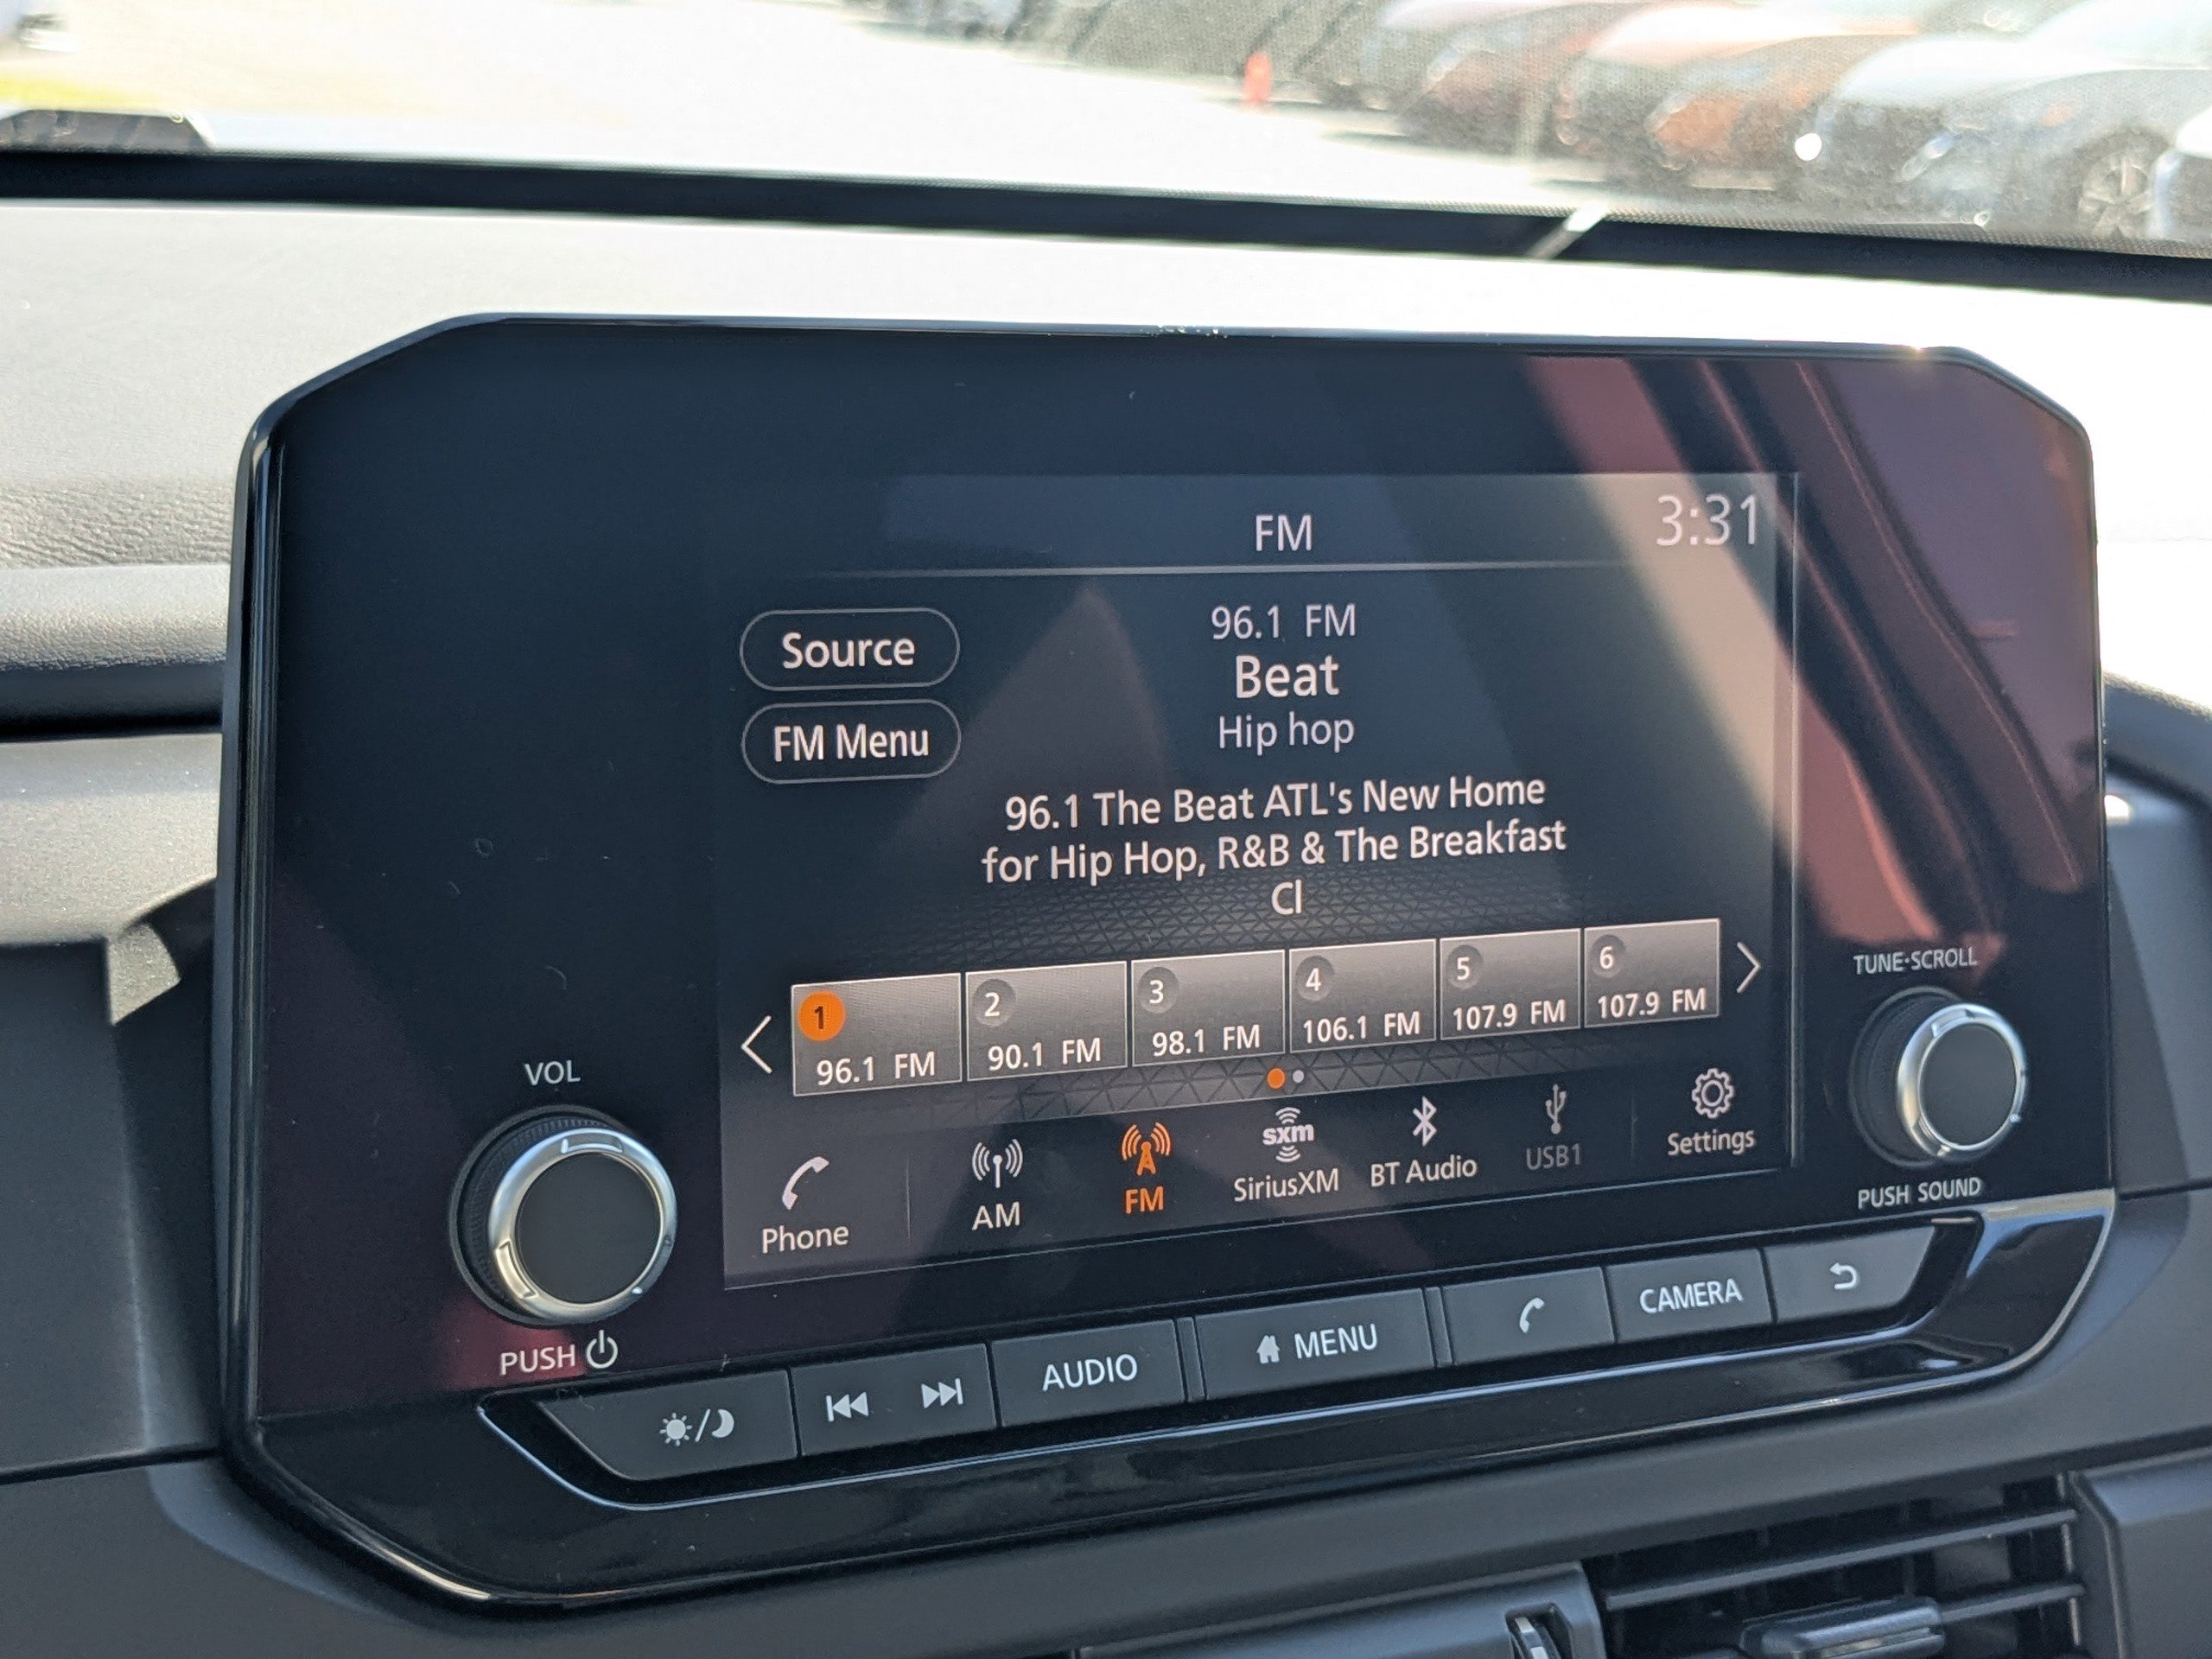 FM
3:31
Source
FM Menu
96.1 FM
Beat
Hip hop
96.1 The Beat ATL's New Home
for Hip Hop, R&B & The Breakfast
Cl
1
96.1 FM
2
90.1 FM
3
98.1 FM
4
106.1 FM
5
107.9 FM
6
107.9 FM
Phone
AM
FM
sxm
SiriusXM
BT Audio
USB1
Settings
VOL
PUSH
TUNE·SCROLL
PUSH SOUND
AUDIO
MENU
CAMERA